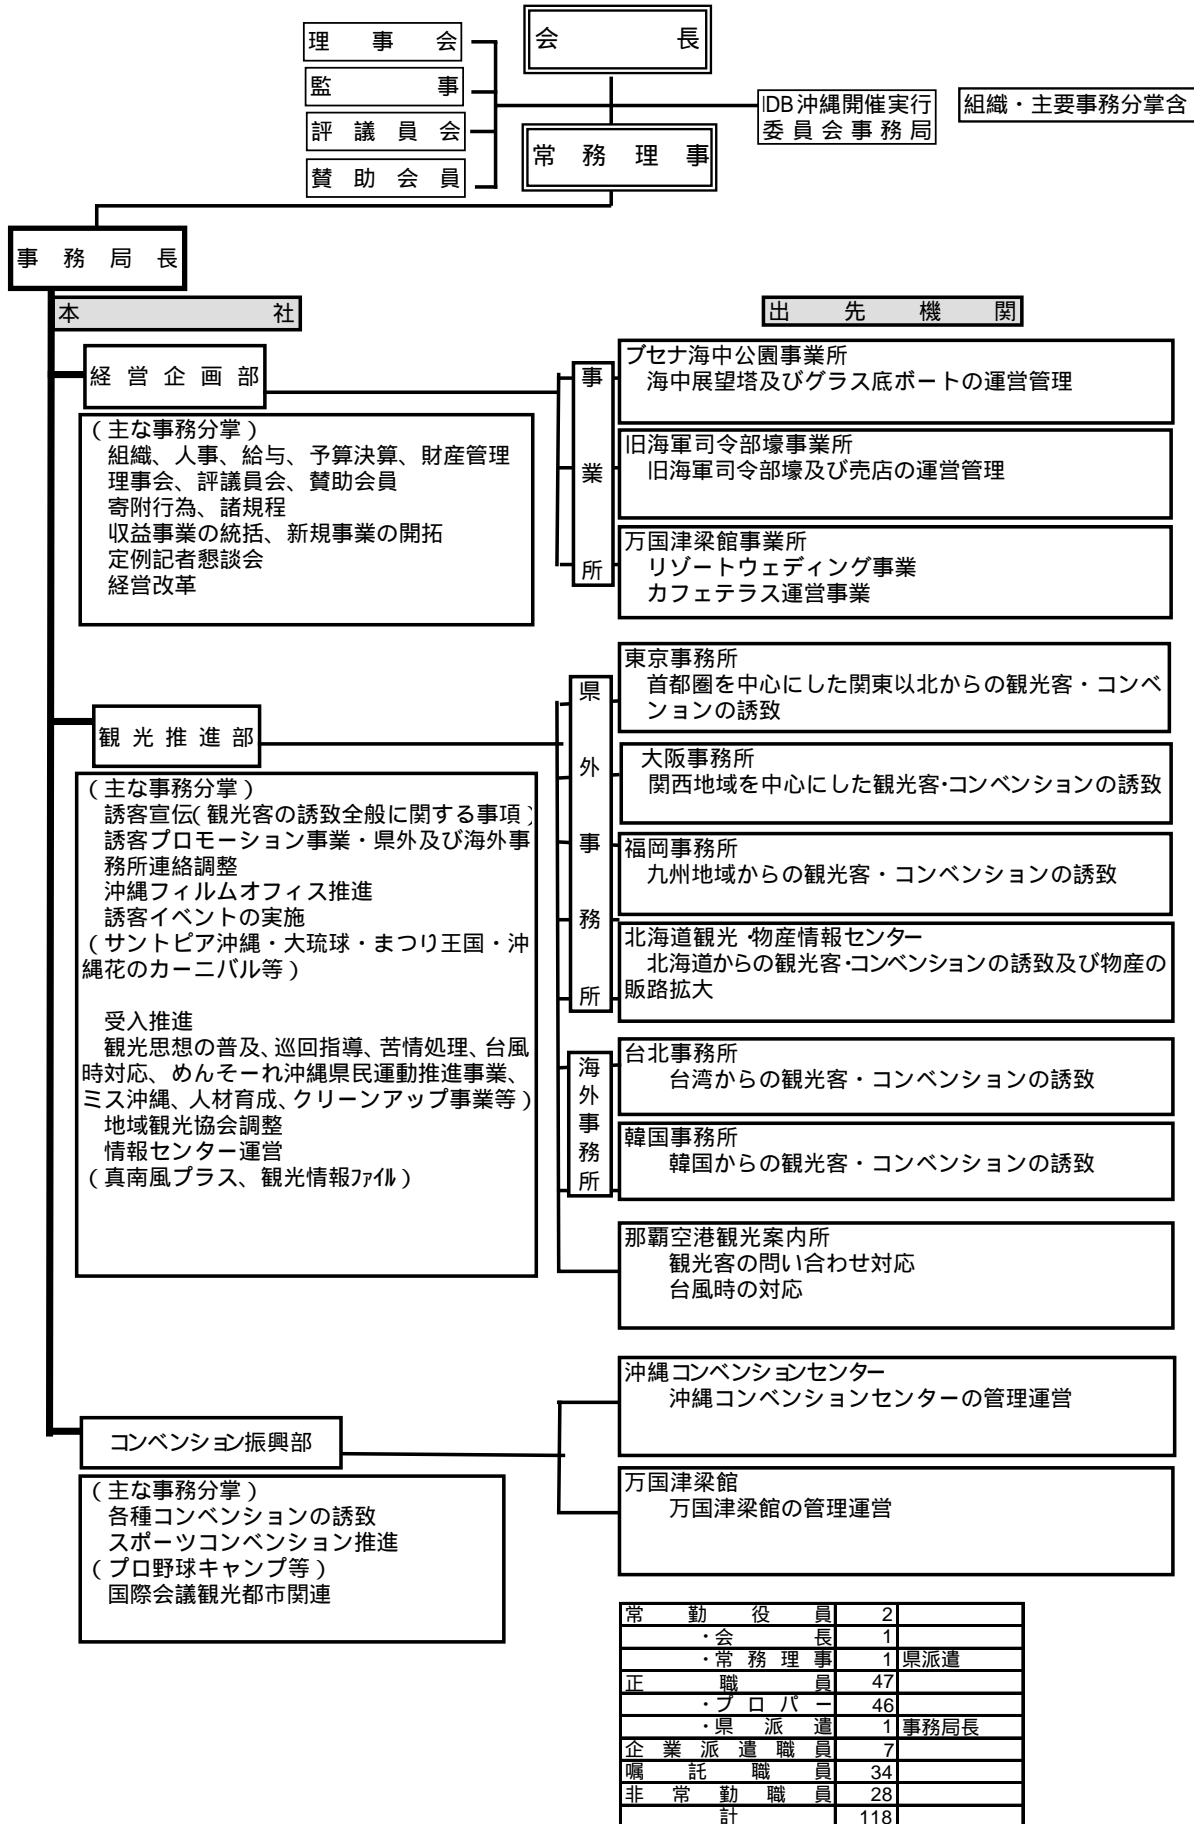 会長
理事会
監事
評議員会
賛助会員
IDB沖縄開催実行
委員会事務局
組織・主要事務分掌含
常務理事
事務局長
本社
出先機関
経営企画部
(主な事務分掌)
組織、人事、給与、予算決算、財産管理
理事会、評議員会、賛助会員
寄附行為、諸規程
収益事業の統括、新規事業の開拓
定例記者懇談会
経営改革
事業所
ブセナ海中公園事業所
海中展望塔及びグラス底ボートの運営管理
旧海軍司令部壕事業所
旧海軍司令部壕及び売店の運営管理
万国津梁館事業所
リゾートウェディング事業
カフェテラス運営事業
観光推進部
(主な事務分掌)
誘客宣伝(観光客の誘致全般に関する事項)
誘客プロモーション事業・県外及び海外事
務所連絡調整
沖縄フィルムオフィス推進
誘客イベントの実施
(サントピア沖縄・大琉球・まつり王国・沖
縄花のカーニバル等)
受入推進
観光思想の普及、巡回指導、苦情処理、台風
時対応、めんそーれ沖縄県民運動推進事業、
ミス沖縄、人材育成、クリーンアップ事業等)
地域観光協会調整
情報センター運営
(真南風プラス、観光情報ファイル)
県外事務所
東京事務所
首都圏を中心にした関東以北からの観光客・コンベ
ンションの誘致
大阪事務所
関西地域を中心にした観光客・コンベンションの誘致
福岡事務所
九州地域からの観光客・コンベンションの誘致
北海道観光・物産情報センター
北海道からの観光客・コンベンションの誘致及び物産の
販路拡大
海外事務所
台北事務所
台湾からの観光客・コンベンションの誘致
韓国事務所
韓国からの観光客・コンベンションの誘致
那覇空港観光案内所
観光客の問い合わせ対応
台風時の対応
コンベンション振興部
(主な事務分掌)
各種コンベンションの誘致
スポーツコンベンション推進
(プロ野球キャンプ等)
国際会議観光都市関連
沖縄コンベンションセンター
沖縄コンベンションセンターの管理運営
万国津梁館
万国津梁館の管理運営
常勤役員 2
・会長 1
・常務理事 1 県派遣
正職員 47
・プロパー 46
・県派遣 1 事務局長
企業派遣職員 7
嘱託職員 34
非常勤職員 28
計 118